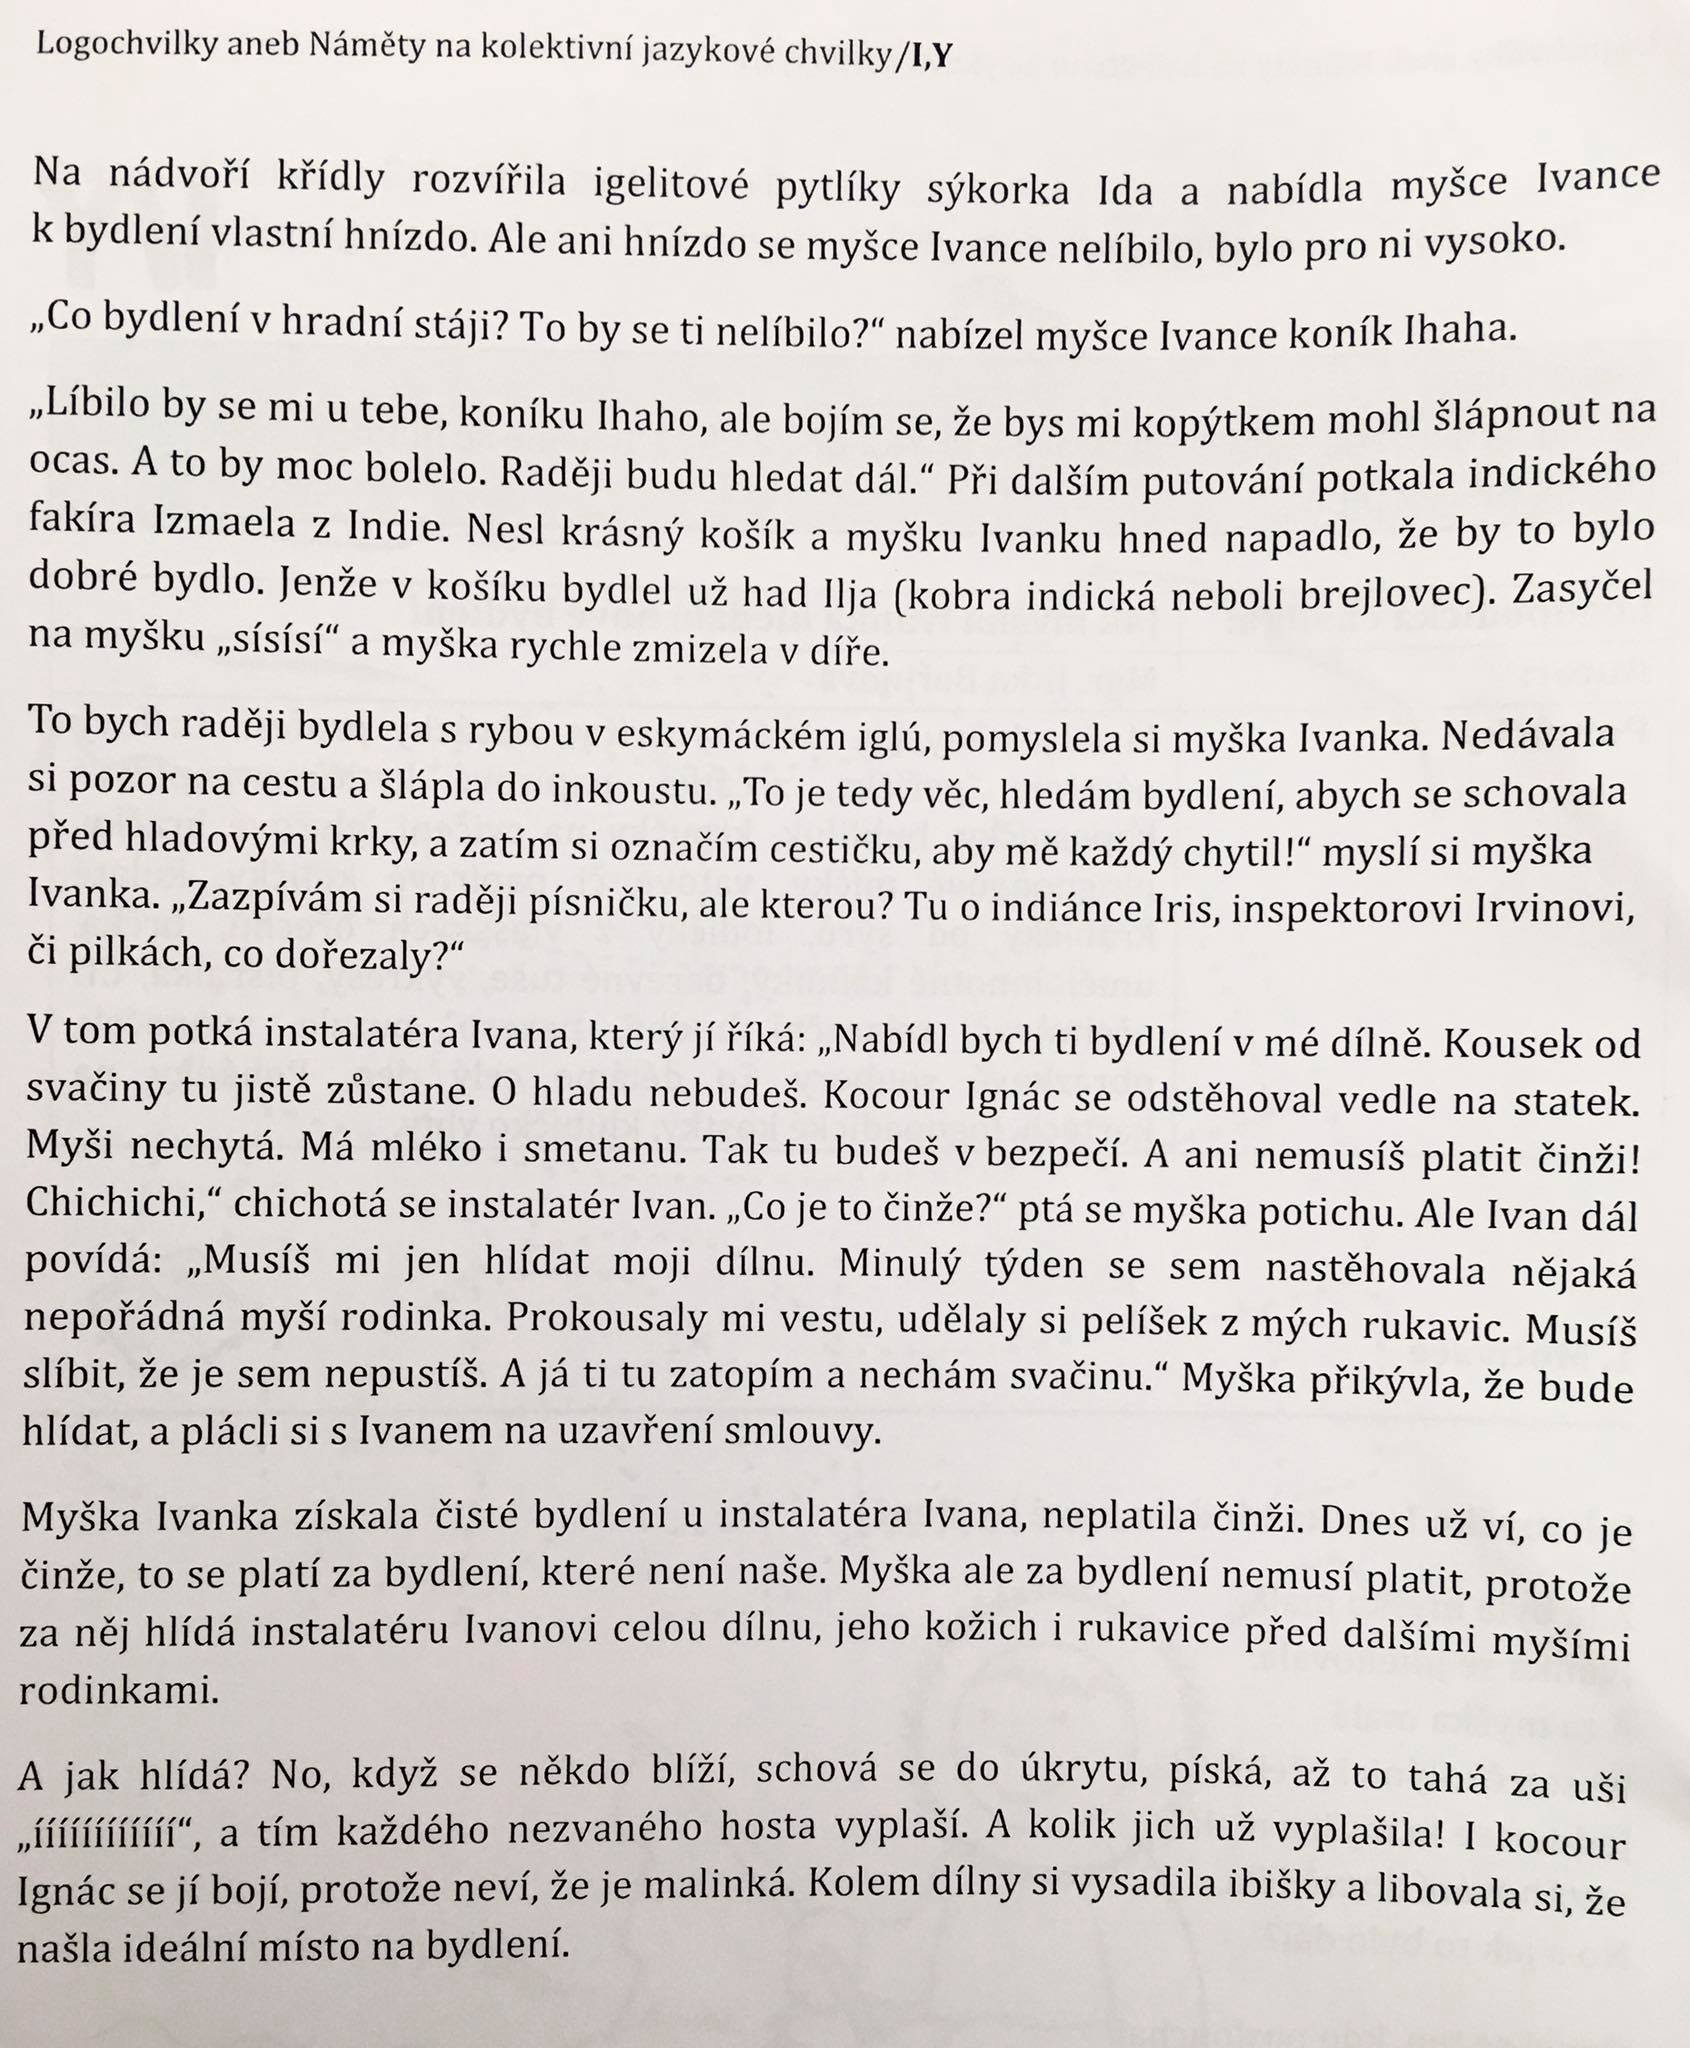 Logochvilky aneb Náměty na kolektivní jazykové chvilky/I,Y
Na nádvoří křídly rozvířila igelitové pytlíky sýkorka Ida a nabídla myšce Ivance
k bydlení vlastní hnízdo. Ale ani hnízdo se myšce Ivance nelíbilo, bylo pro ni vysoko.
„Co bydlení v hradní stáji? To by se ti nelíbilo?“ nabízel myšce Ivance koník Ihaha.
„Líbilo by se mi u tebe, koníku Ihaho, ale bojím se, že bys mi kopýtkem mohl šlápnout na
ocas. A to by moc bolelo. Raději budu hledat dál.“ Při dalším putování potkala indického
fakíra Izmaela z Indie. Nesl krásný košík a myšku Ivanku hned napadlo, že by to bylo
dobré bydlo. Jenže v košíku bydlel už had Ilja (kobra indická neboli brejlovec). Zasyčel
na myšku „sísísí“ a myška rychle zmizela v díře.
To bych raději bydlela s rybou v eskymáckém iglú, pomyslela si myška Ivanka. Nedávala
si pozor na cestu a šlápla do inkoustu. „To je tedy věc, hledám bydlení, abych se schovala
před hladovými krky, a zatím si označím cestičku, aby mě každý chytil!“ myslí si myška
Ivanka. „Zazpívám si raději písničku, ale kterou? Tu o indiánce Iris, inspektorovi Irvinovi,
či pilkách, co dořezaly?“
V tom potká instalatéra Ivana, který jí říká: „Nabídl bych ti bydlení v mé dílně. Kousek od
svačiny tu jistě zůstane. O hladu nebudeš. Kocour Ignác se odstěhoval vedle na statek.
Myši nechytá. Má mléko i smetanu. Tak tu budeš v bezpečí. A ani nemusíš platit činži!
Chichichi,“ chichotá se instalatér Ivan. „Co je to činže?“ ptá se myška potichu. Ale Ivan dál
povídá: „Musíš mi jen hlídat moji dílnu. Minulý týden se sem nastěhovala nějaká
nepořádná myší rodinka. Prokousaly mi vestu, udělaly si pelíšek z mých rukavic. Musíš
slíbit, že je sem nepustíš. A já ti tu zatopím a nechám svačinu.“ Myška přikývla, že bude
hlídat, a plácli si s Ivanem na uzavření smlouvy.
Myška Ivanka získala čisté bydlení u instalatéra Ivana, neplatila činži. Dnes už ví, co je
činže, to se platí za bydlení, které není naše. Myška ale za bydlení nemusí platit, protože
za něj hlídá instalatéru Ivanovi celou dílnu, jeho kožich i rukavice před dalšími myšími
rodinkami.
A jak hlídá? No, když se někdo blíží, schová se do úkrytu, píská, až to tahá za uši
„íííííííííííí“, a tím každého nezvaného hosta vyplaší. A kolik jich už vyplašila! I kocour
Ignác se jí bojí, protože neví, že je malinká. Kolem dílny si vysadila ibišky a libovala si, že
našla ideální místo na bydlení.